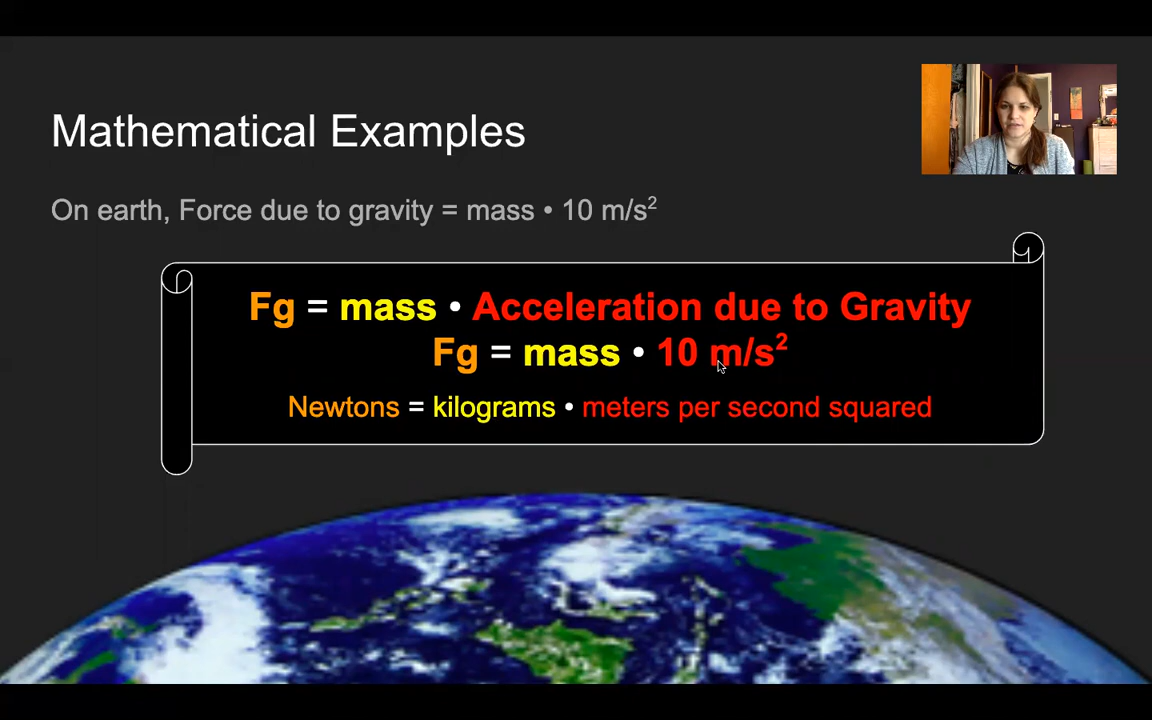 Mathematical Examples
On earth, Force due to gravity = mass • 10 m/s²
Fg = mass • Acceleration due to Gravity
Fg = mass • 10 m/s²
Newtons = kilograms • meters per second squared